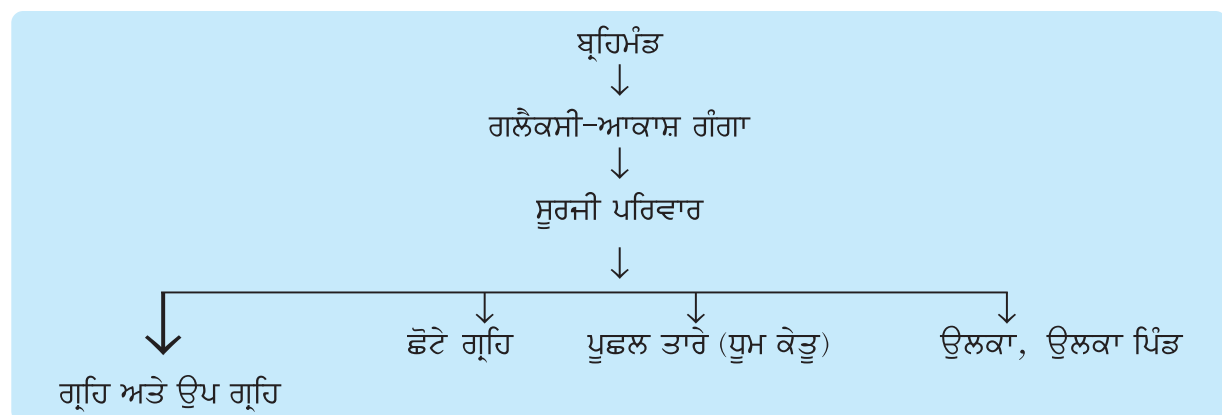 ਬ੍ਰਹਿਮੰਡ
ਗਲੈਕਸੀ-ਆਕਾਸ਼ ਗੰਗਾ
ਸੂਰਜੀ ਪਰਿਵਾਰ
ਛੋਟੇ ਗ੍ਰਹਿ ਪੂਛਲ ਤਾਰੇ (ਧੂਮ ਕੇਤੂ) ਉਲਕਾ, ਉਲਕਾ ਪਿੰਡ
ਗ੍ਰਹਿ ਅਤੇ ਉਪ ਗ੍ਰਹਿ